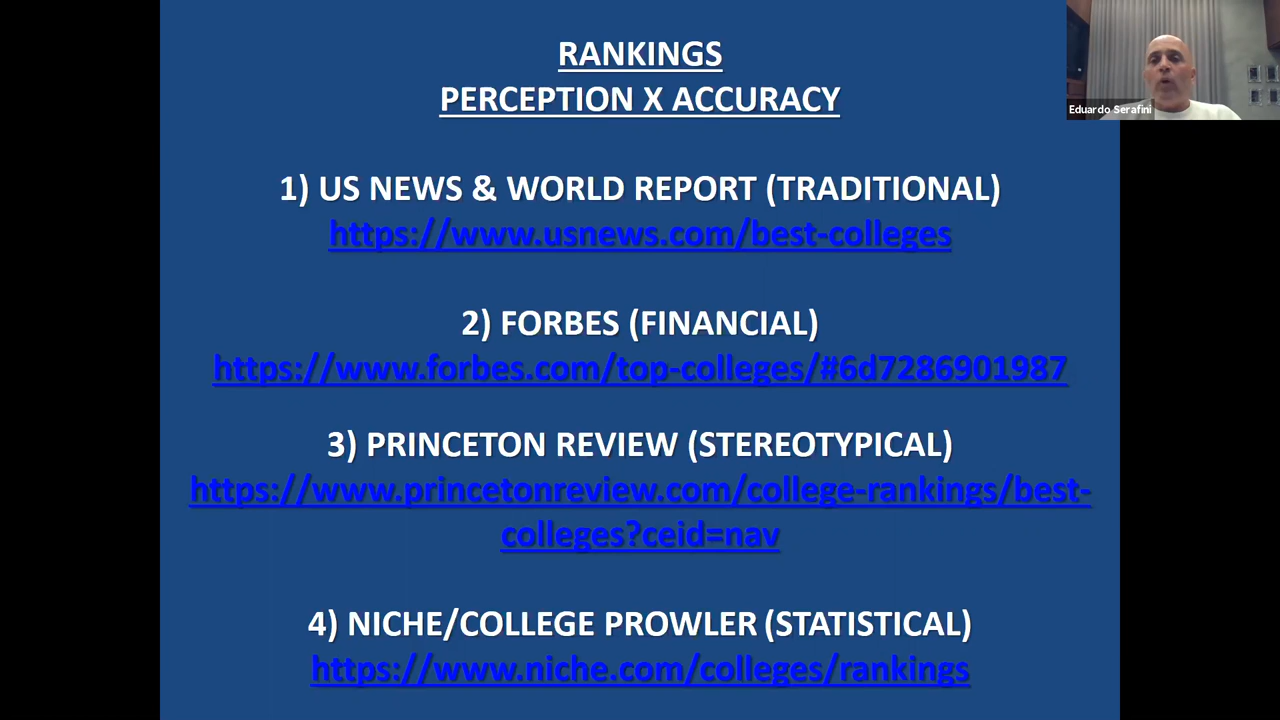 RANKINGS
PERCEPTION X ACCURACY
Eduardo Serafini
1) US NEWS & WORLD REPORT (TRADITIONAL)
https://www.usnews.com/best-colleges
2) FORBES (FINANCIAL)
https://www.forbes.com/top-colleges/#6d7286901987
3) PRINCETON REVIEW (STEREOTYPICAL)
https://www.princetonreview.com/college-rankings/best-
colleges?ceid=nav
4) NICHE/COLLEGE PROWLER (STATISTICAL)
https://www.niche.com/colleges/rankings